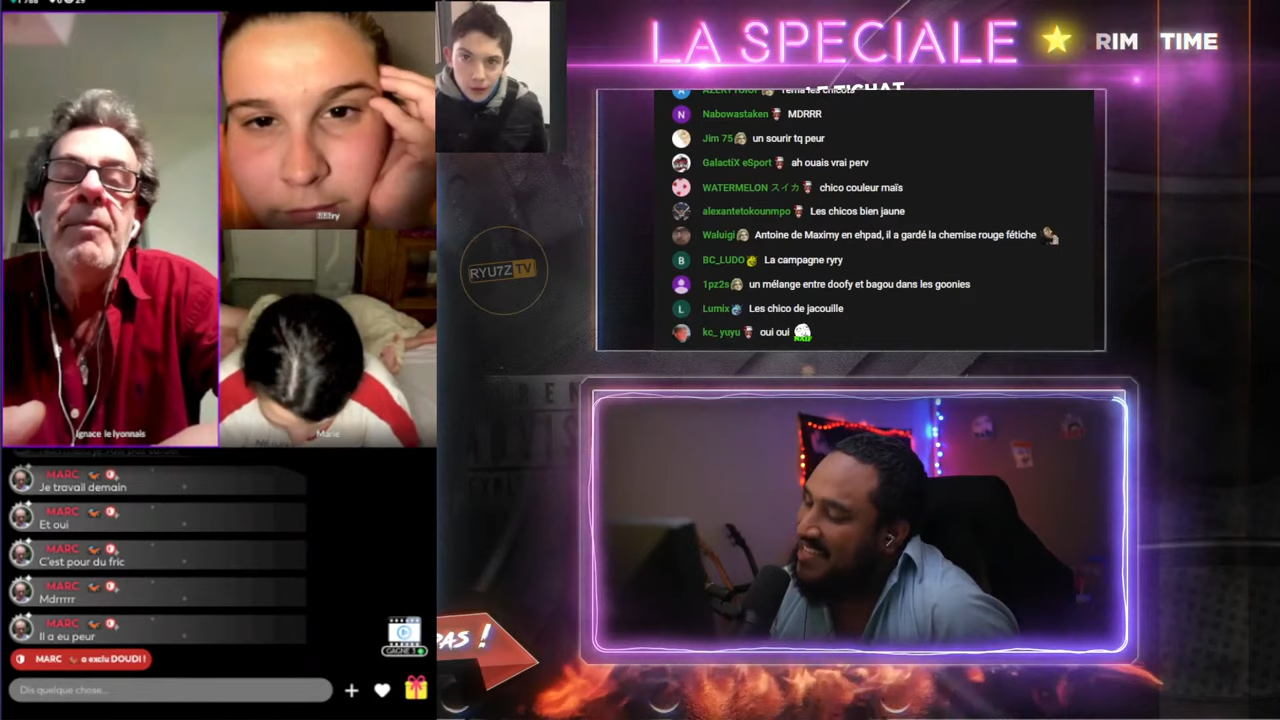 LA SPECIALE
RIM TIME
Nabowastaken MDRRR
Jim 75 un sourir tq peur
GalactiX eSport ah ouais vrai perv
WATERMELON スイカ chico couleur maïs
alexantetokounmpo Les chicos bien jaune
Waluigi Antoine de Maximy en ehpad, il a gardé la chemise rouge fétiche
BC_LUDO La campagne ryry
1pz2s un mélange entre doofy et bagou dans les goonies
Lumix Les chico de jacouille
kc_ yuyu oui oui
RYU7Z TV
Ignace le lyonnais
Marie
MARC
Je travail demain
MARC
Et oui
MARC
C'est pour du fric
MARC
Mdrrrrr
MARC
Il a eu peur
MARC a exclu DOUDI !
GAGNE 3
Dis quelque chose...
PAS !